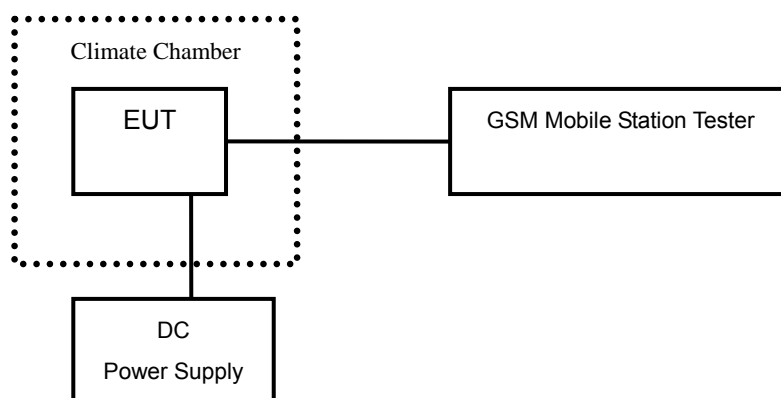 Climate Chamber
EUT
GSM Mobile Station Tester
DC
Power Supply